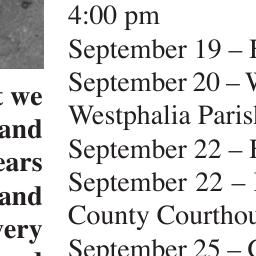 we
and
ears
and
very
4:00 pm
September 19 –
September 20 –
Westphalia Paris
September 22 –
September 22 –
County Courthou
September 25 –